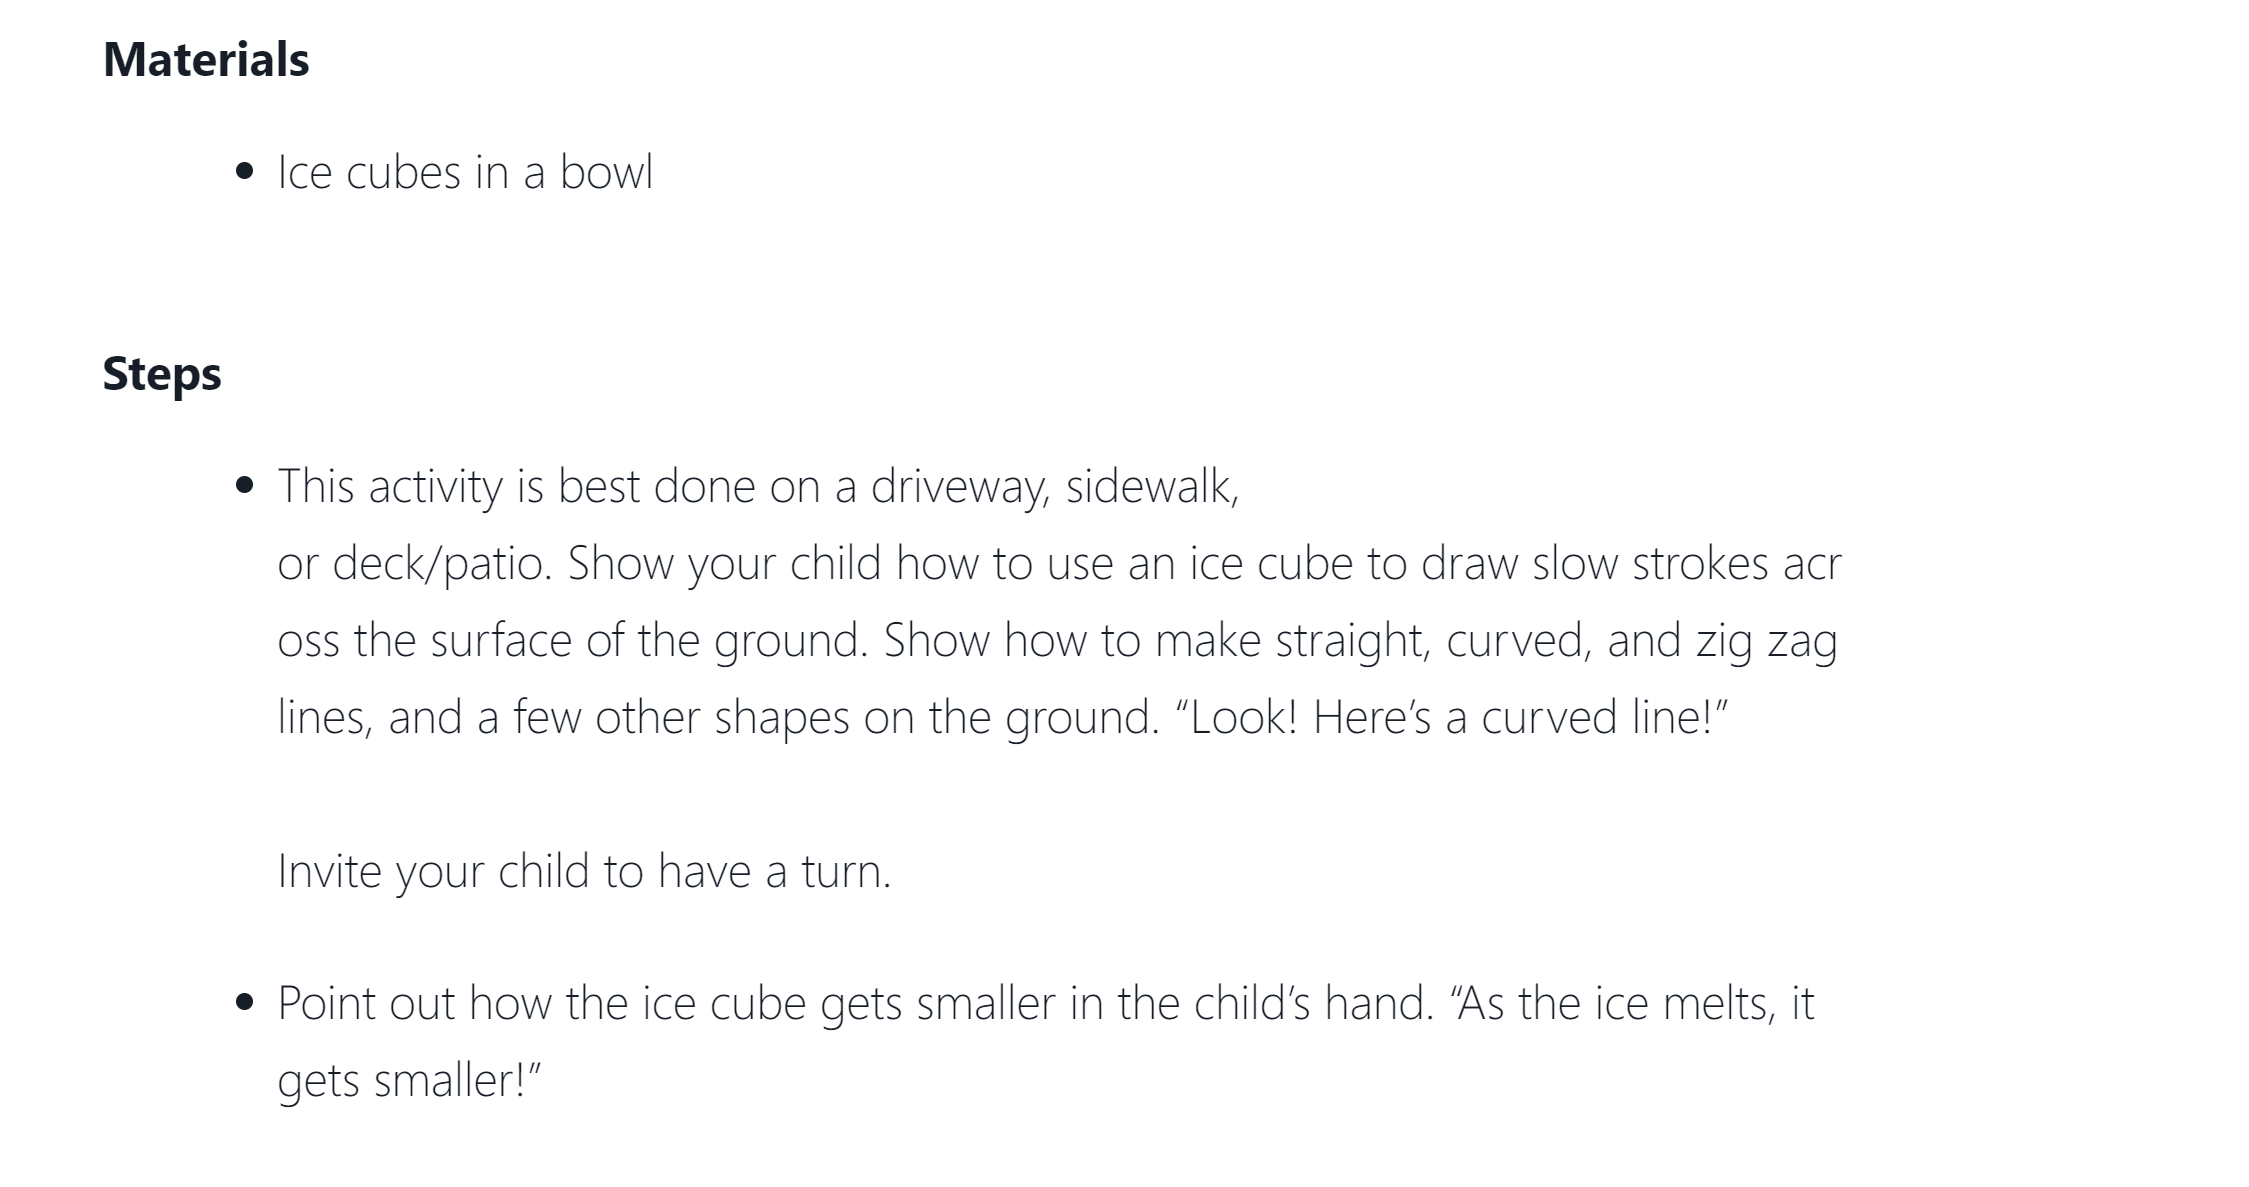 Materials
• Ice cubes in a bowl
Steps
• This activity is best done on a driveway, sidewalk,
or deck/patio. Show your child how to use an ice cube to draw slow strokes acr
oss the surface of the ground. Show how to make straight, curved, and zig zag
lines, and a few other shapes on the ground. “Look! Here’s a curved line!”
Invite your child to have a turn.
• Point out how the ice cube gets smaller in the child’s hand. “As the ice melts, it
gets smaller!”